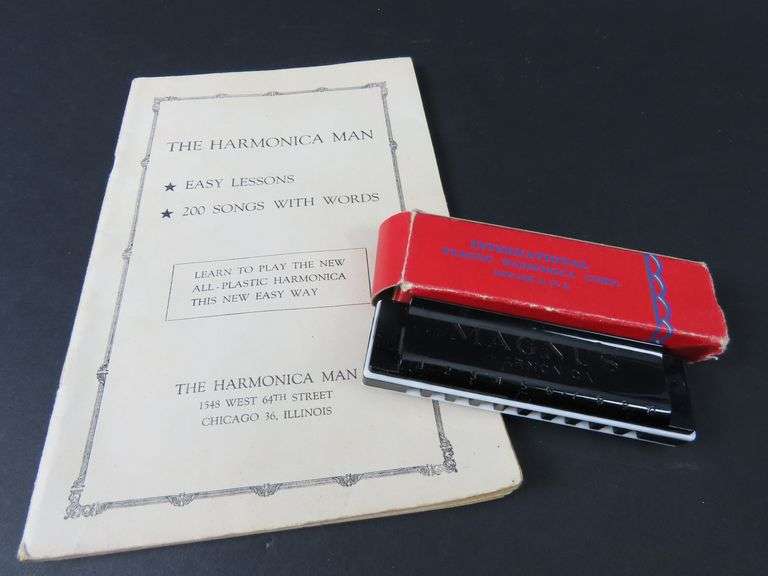 THE HARMONICA MAN
★ EASY LESSONS
★ 200 SONGS WITH WORDS
LEARN TO PLAY THE NEW
ALL-PLASTIC HARMONICA
THIS NEW EASY WAY
THE HARMONICA MAN
1548 WEST 64TH STREET
CHICAGO 36, ILLINOIS
INTERNATIONAL
PLASTIC HARMONICA CORP.
MAGNUS